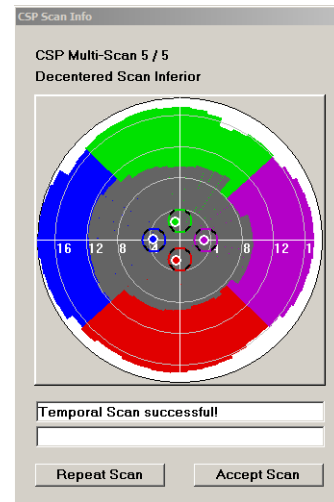 CSP Scan Info
CSP Multi-Scan 5 / 5
Decentered Scan Inferior
16 12 8 4 4 8 12 1
Temporal Scan successful!
Repeat Scan Accept Scan